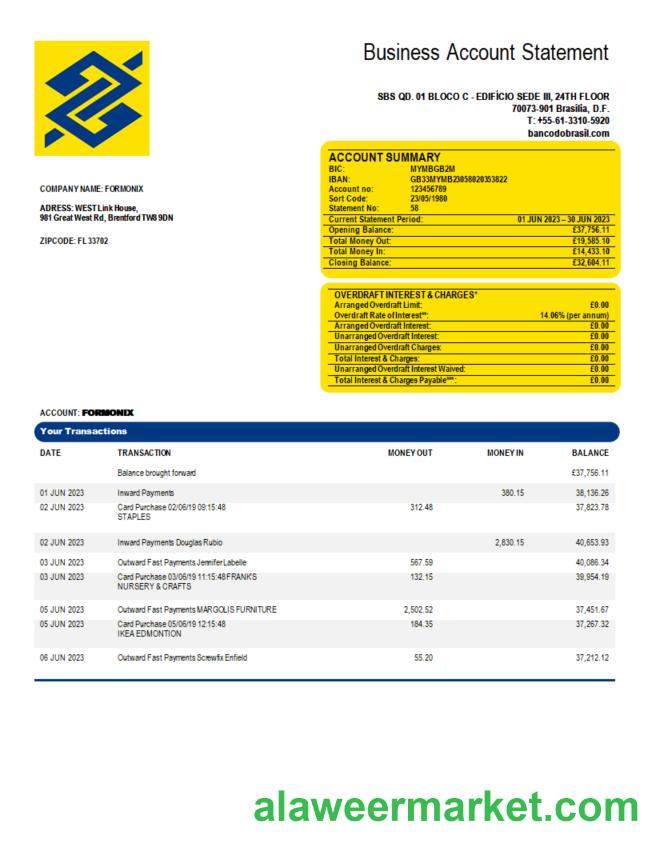 Business Account Statement
SBS QD. 01 BLOCO C - EDIFÍCIO SEDE III, 24TH FLOOR
70073-901 Brasilia, D.F.
T: +55-61-3310-5920
bancodobrasil.com
COMPANY NAME: FORMONIX
ADRESS: WEST Link House,
981 Great West Rd, Brentford TW8 9DN
ZIPCODE: FL 33702
ACCOUNT SUMMARY
BIC: MYMBGB2M
IBAN: GB33MYMB23058020353822
Account no: 123456789
Sort Code: 23/05/1980
Statement No: 58
Current Statement Period: 01 JUN 2023 – 30 JUN 2023
Opening Balance: £37,756.11
Total Money Out: £19,585.10
Total Money In: £14,433.10
Closing Balance: £32,604.11
OVERDRAFT INTEREST & CHARGES*
Arranged Overdraft Limit: £0.00
Overdraft Rate of Interest**: 14.06% (per annum)
Arranged Overdraft Interest: £0.00
Unarranged Overdraft Interest: £0.00
Unarranged Overdraft Charges: £0.00
Total Interest & Charges: £0.00
Unarranged Overdraft Interest Waived: £0.00
Total Interest & Charges Payable***: £0.00
ACCOUNT: FORMONIX
Your Transactions
DATE TRANSACTION MONEY OUT MONEY IN BALANCE
Balance brought forward £37,756.11
01 JUN 2023 Inward Payments 380.15 38,136.26
02 JUN 2023 Card Purchase 02/06/19 09:15:48 312.48 37,823.78
STAPLES
02 JUN 2023 Inward Payments Douglas Rubio 2,830.15 40,653.93
03 JUN 2023 Outward Fast Payments Jennifer Labelle 567.59 40,086.34
03 JUN 2023 Card Purchase 03/06/19 11:15:48 FRANK'S 132.15 39,954.19
NURSERY & CRAFTS
05 JUN 2023 Outward Fast Payments MARGOLIS FURNITURE 2,502.52 37,451.67
05 JUN 2023 Card Purchase 05/06/19 12:15:48 184.35 37,267.32
IKEA EDMONTION
06 JUN 2023 Outward Fast Payments Screwfix Enfield 55.20 37,212.12
alaweermarket.com